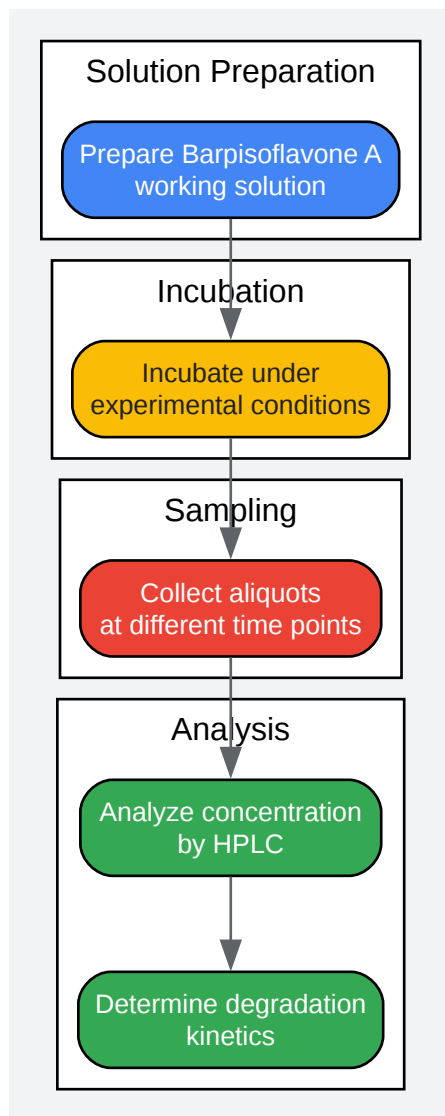 Solution Preparation
Prepare Barpisoflavone A
working solution
Incubation
Incubate under
experimental conditions
Sampling
Collect aliquots
at different time points
Analysis
Analyze concentration
by HPLC
Determine degradation
kinetics